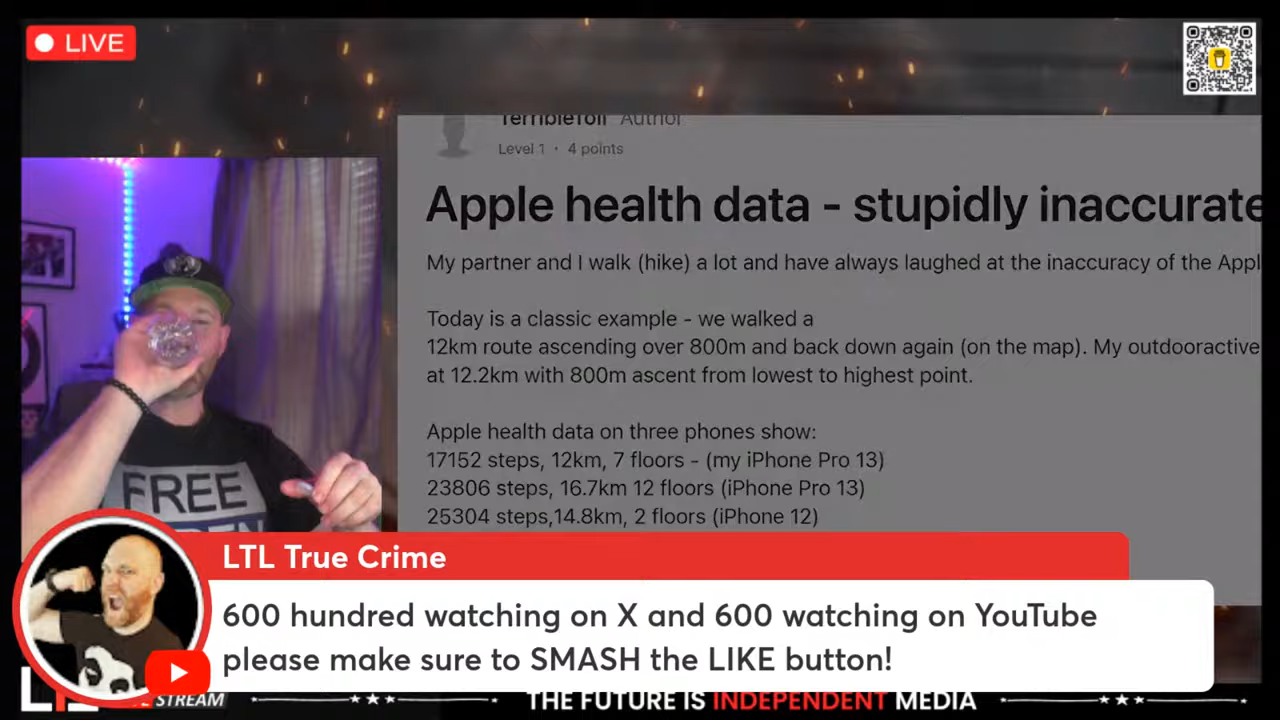 LIVE
TerribleToll Author
Level 1 · 4 points
Apple health data - stupidly inaccurate
My partner and I walk (hike) a lot and have always laughed at the inaccuracy of the Appl
Today is a classic example - we walked a
12km route ascending over 800m and back down again (on the map). My outdooractive
at 12.2km with 800m ascent from lowest to highest point.
Apple health data on three phones show:
17152 steps, 12km, 7 floors - (my iPhone Pro 13)
23806 steps, 16.7km 12 floors (iPhone Pro 13)
25304 steps,14.8km, 2 floors (iPhone 12)
FREE
LTL True Crime
600 hundred watching on X and 600 watching on YouTube
please make sure to SMASH the LIKE button!
STREAM
THE FUTURE IS INDEPENDENT MEDIA